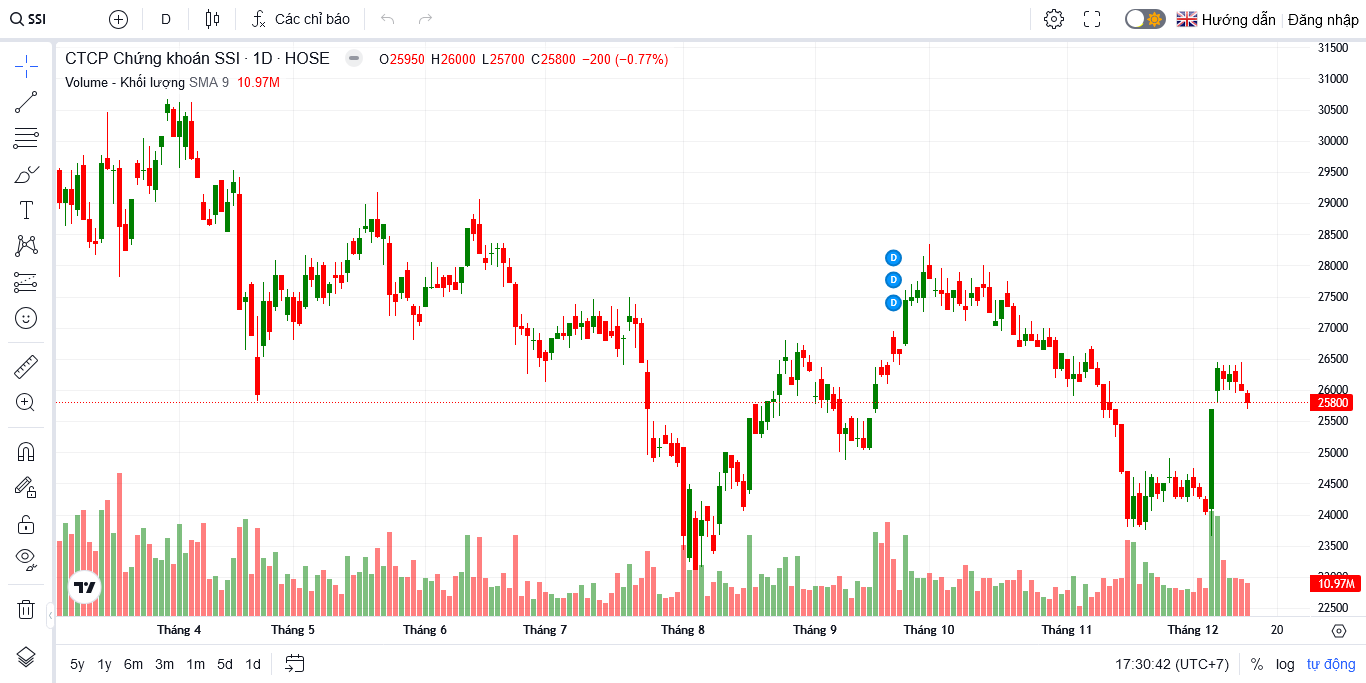 SSI D Các chỉ báo Hướng dẫn Đăng nhập
CTCP Chứng khoán SSI · 1D · HOSE O25950 H26000 L25700 C25800 −200 (−0.77%)
Volume - Khối lượng SMA 9 10.97M
31500
31000
30500
30000
29500
29000
28500
28000
27500
27000
26500
26000
25800
25500
25000
24500
24000
23500
10.97M
22500
D
D
D
Tháng 4 Tháng 5 Tháng 6 Tháng 7 Tháng 8 Tháng 9 Tháng 10 Tháng 11 Tháng 12 20
5y 1y 6m 3m 1m 5d 1d 17:30:42 (UTC+7) % log tự động